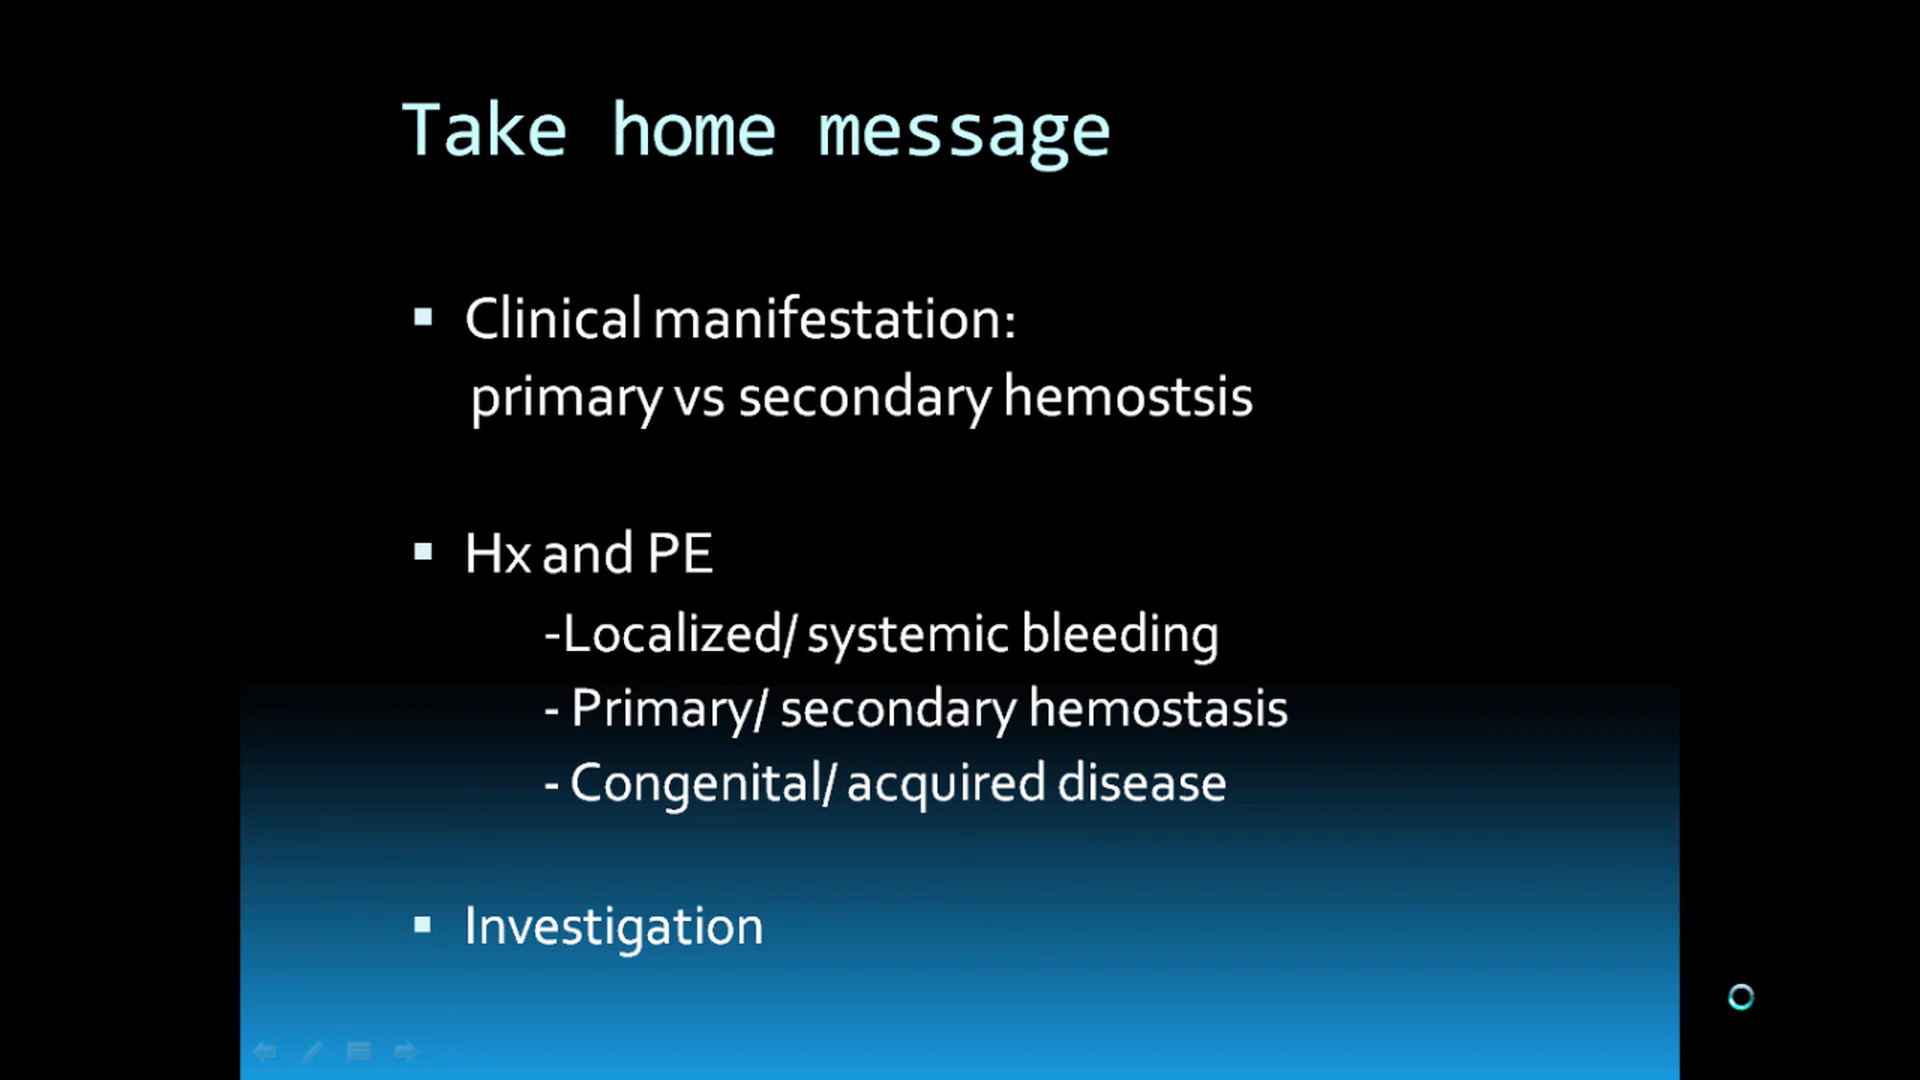 Take home message
▪ Clinical manifestation:
primary vs secondary hemostsis
▪ Hx and PE
-Localized/ systemic bleeding
- Primary/ secondary hemostasis
- Congenital/ acquired disease
▪ Investigation